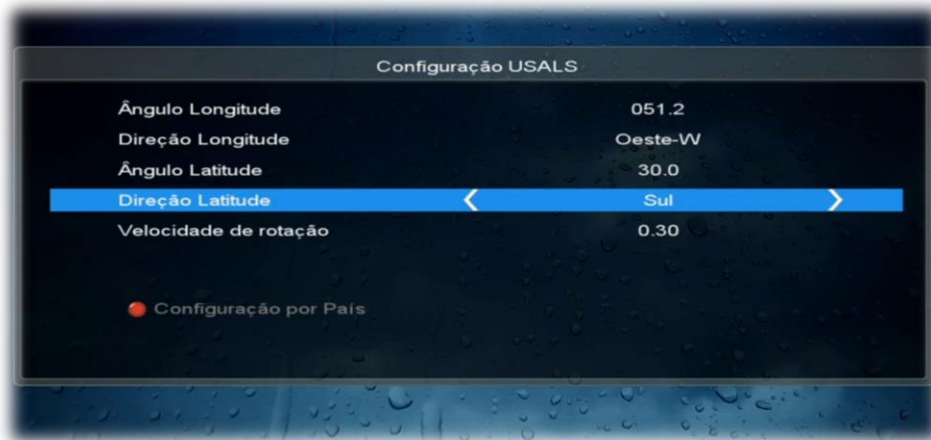 Configuração USALS
Ângulo Longitude 051.2
Direção Longitude Oeste-W
Ângulo Latitude 30.0
Direção Latitude Sul
Velocidade de rotação 0.30
Configuração por País